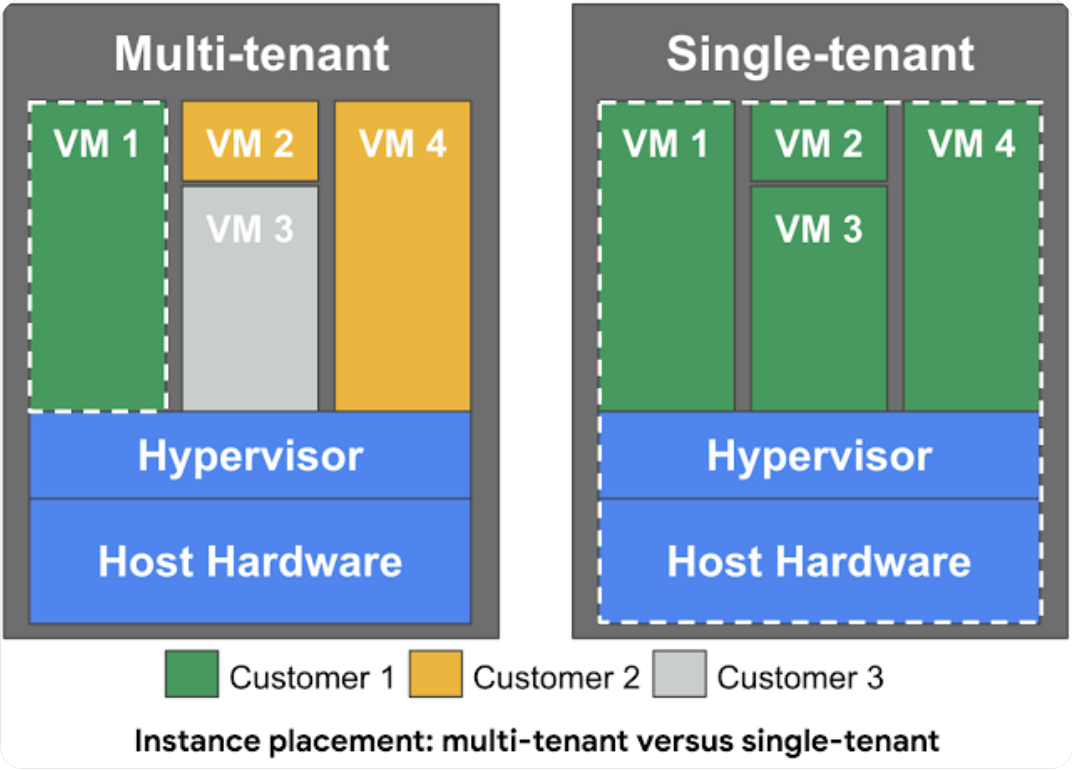 Multi-tenant
VM 1
VM 2
VM 4
VM 3
Hypervisor
Host Hardware
Single-tenant
VM 1
VM 2
VM 4
VM 3
Hypervisor
Host Hardware
Customer 1
Customer 2
Customer 3
Instance placement: multi-tenant versus single-tenant